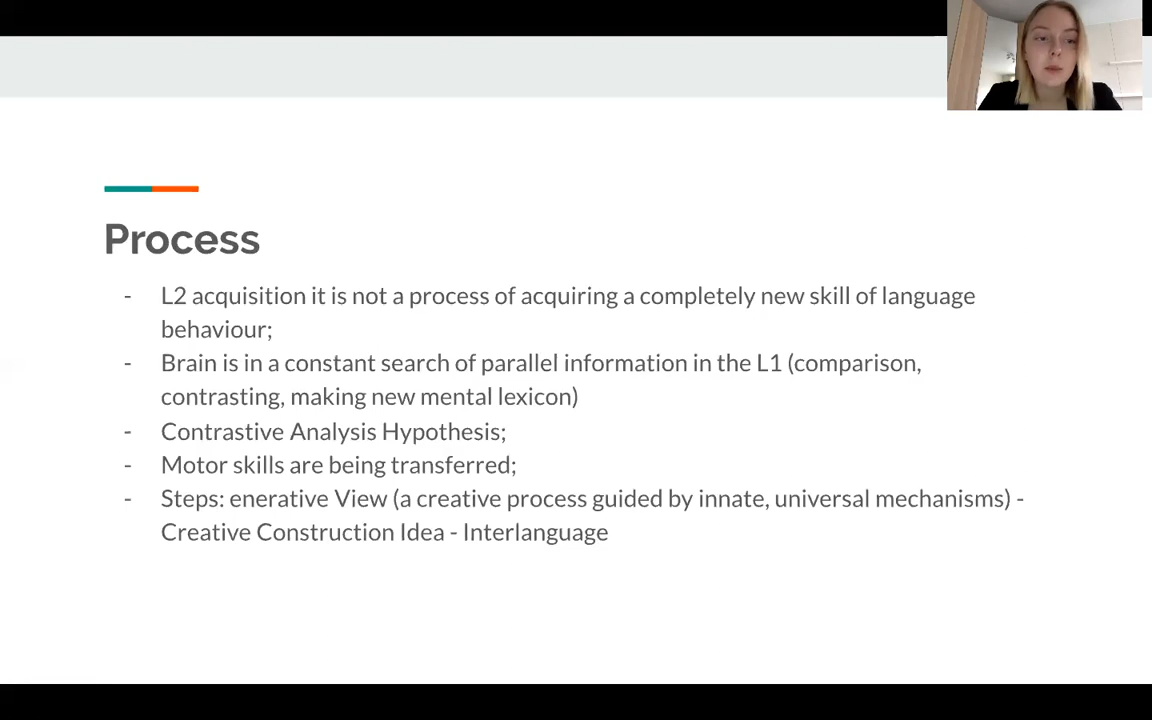 Process
- L2 acquisition it is not a process of acquiring a completely new skill of language
behaviour;
- Brain is in a constant search of parallel information in the L1 (comparison,
contrasting, making new mental lexicon)
- Contrastive Analysis Hypothesis;
- Motor skills are being transferred;
- Steps: enerative View (a creative process guided by innate, universal mechanisms) -
Creative Construction Idea - Interlanguage